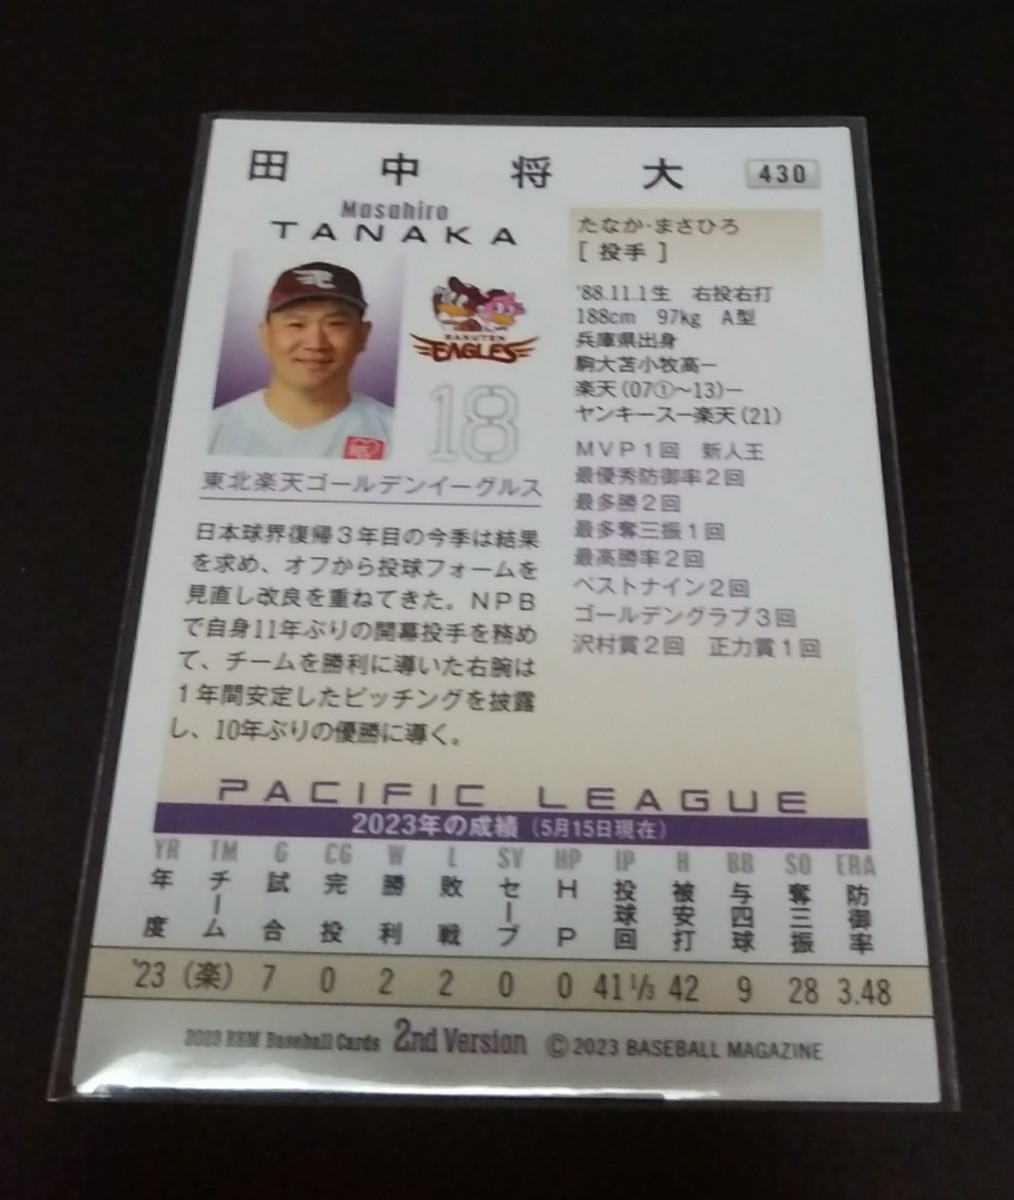 田中将大 430
Masahiro
TANAKA
たなか・まさひろ
[ 投手 ]
'88.11.1生 右投右打
188cm 97kg A型
兵庫県出身
駒大苫小牧高ー
楽天(07①〜13)ー
ヤンキースー楽天(21)
MVP1回 新人王
最優秀防御率2回
最多勝2回
最多奪三振1回
最高勝率2回
ベストナイン2回
ゴールデングラブ3回
沢村賞2回 正力賞1回
RAKUTEN
EAGLES
18
東北楽天ゴールデンイーグルス
日本球界復帰3年目の今季は結果
を求め、オフから投球フォームを
見直し改良を重ねてきた。NPB
で自身11年ぶりの開幕投手を務め
て、チームを勝利に導いた右腕は
1年間安定したピッチングを披露
し、10年ぶりの優勝に導く。
PACIFIC LEAGUE
2023年の成績(5月15日現在)
YR TM G CG W L SV HP IP H BB SO ERA
年度 チーム 試合 完投 勝利 敗戦 セーブ HP 投球回 被安打 与四球 奪三振 防御率
'23 (楽) 7 0 2 2 0 0 41 1/3 42 9 28 3.48
2023 BBM Baseball Cards 2nd Version ©2023 BASEBALL MAGAZINE